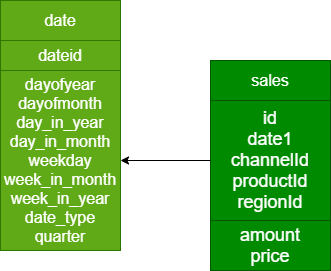 date
dateid
dayofyear
dayofmonth
day_in_year
day_in_month
weekday
week_in_month
week_in_year
date_type
quarter
sales
id
date1
channelId
productId
regionId
amount
price